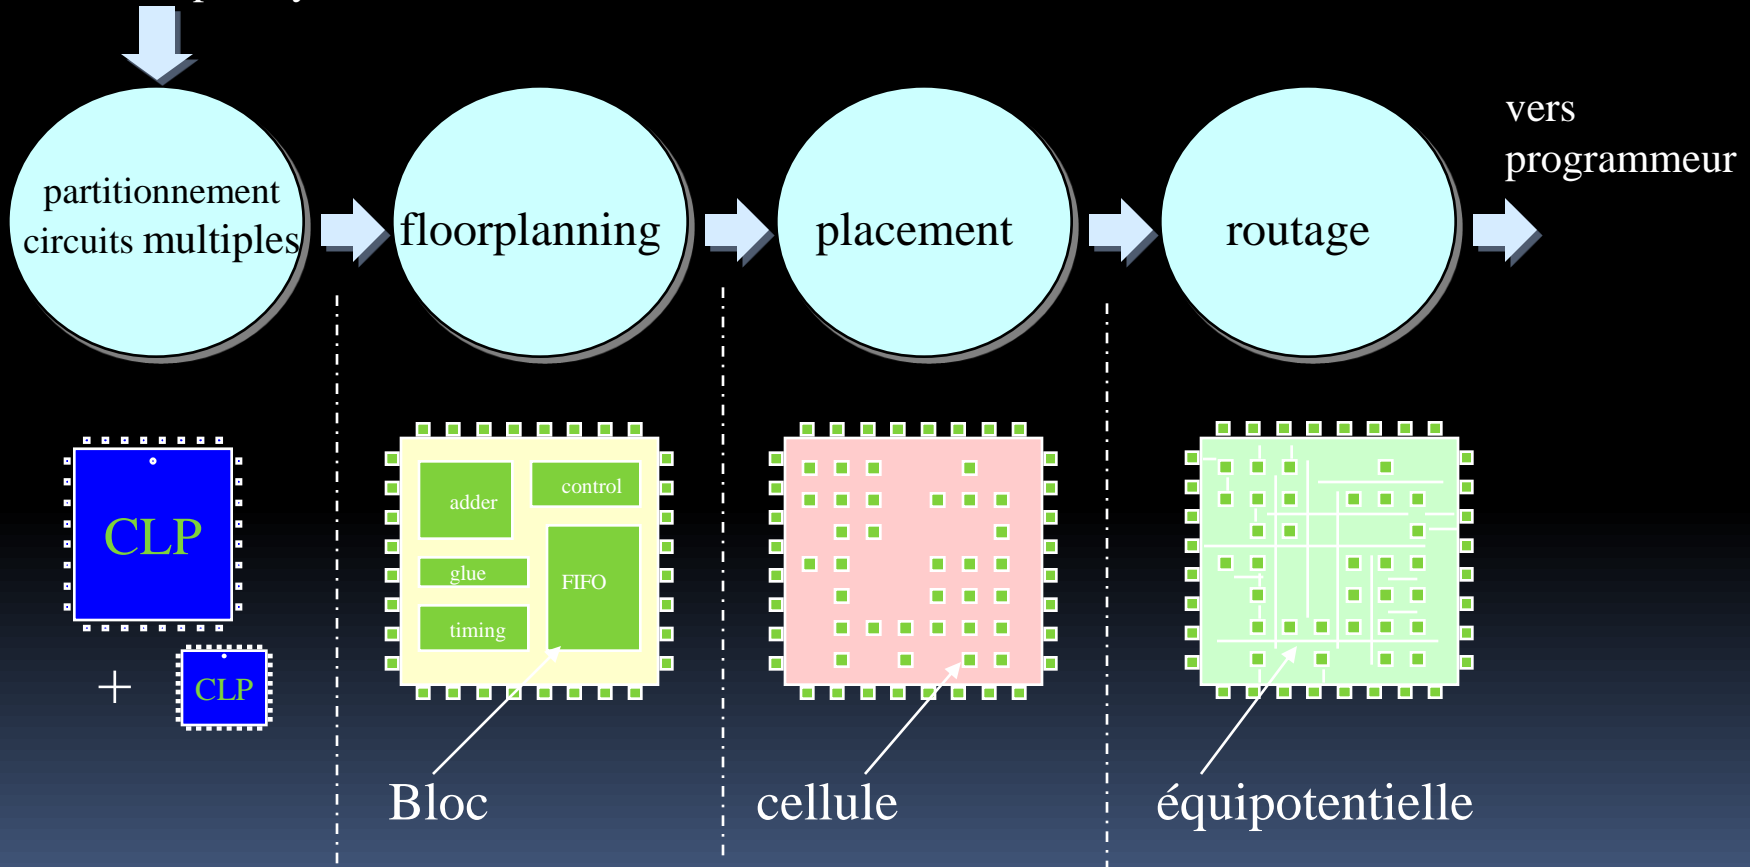 vers
programmeur
partitionnement
circuits multiples
floorplanning
placement
routage
CLP
+
CLP
adder
control
glue
FIFO
timing
Bloc
cellule
équipotentielle